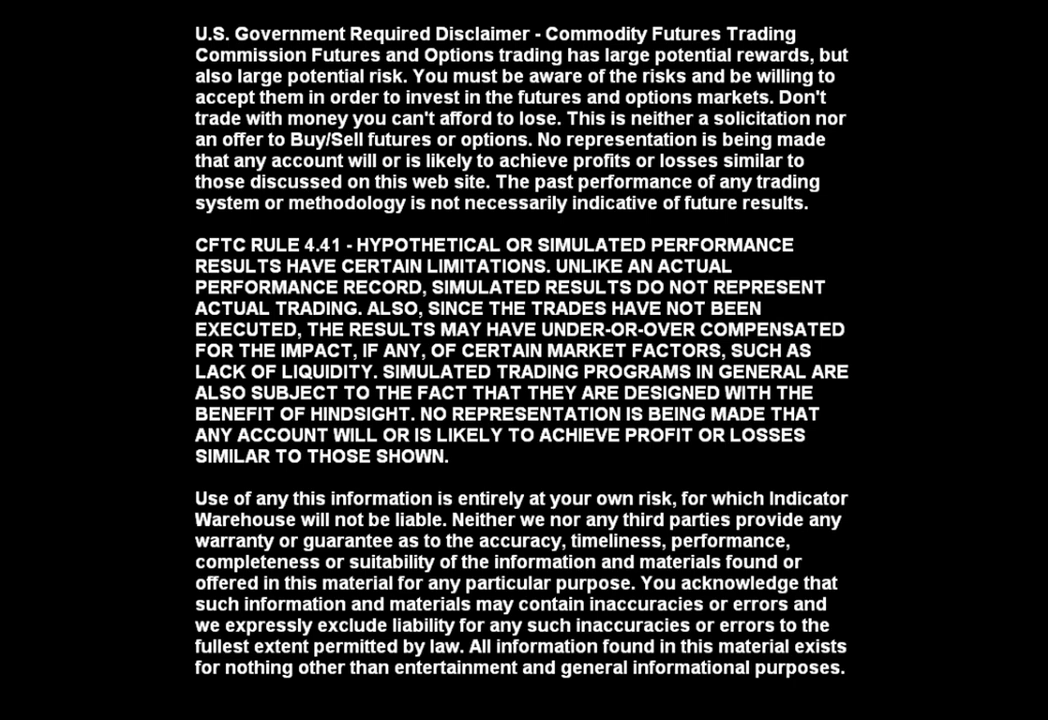 U.S. Government Required Disclaimer - Commodity Futures Trading
Commission Futures and Options trading has large potential rewards, but
also large potential risk. You must be aware of the risks and be willing to
accept them in order to invest in the futures and options markets. Don't
trade with money you can't afford to lose. This is neither a solicitation nor
an offer to Buy/Sell futures or options. No representation is being made
that any account will or is likely to achieve profits or losses similar to
those discussed on this web site. The past performance of any trading
system or methodology is not necessarily indicative of future results.
CFTC RULE 4.41 - HYPOTHETICAL OR SIMULATED PERFORMANCE
RESULTS HAVE CERTAIN LIMITATIONS. UNLIKE AN ACTUAL
PERFORMANCE RECORD, SIMULATED RESULTS DO NOT REPRESENT
ACTUAL TRADING. ALSO, SINCE THE TRADES HAVE NOT BEEN
EXECUTED, THE RESULTS MAY HAVE UNDER-OR-OVER COMPENSATED
FOR THE IMPACT, IF ANY, OF CERTAIN MARKET FACTORS, SUCH AS
LACK OF LIQUIDITY. SIMULATED TRADING PROGRAMS IN GENERAL ARE
ALSO SUBJECT TO THE FACT THAT THEY ARE DESIGNED WITH THE
BENEFIT OF HINDSIGHT. NO REPRESENTATION IS BEING MADE THAT
ANY ACCOUNT WILL OR IS LIKELY TO ACHIEVE PROFIT OR LOSSES
SIMILAR TO THOSE SHOWN.
Use of any this information is entirely at your own risk, for which Indicator
Warehouse will not be liable. Neither we nor any third parties provide any
warranty or guarantee as to the accuracy, timeliness, performance,
completeness or suitability of the information and materials found or
offered in this material for any particular purpose. You acknowledge that
such information and materials may contain inaccuracies or errors and
we expressly exclude liability for any such inaccuracies or errors to the
fullest extent permitted by law. All information found in this material exists
for nothing other than entertainment and general informational purposes.